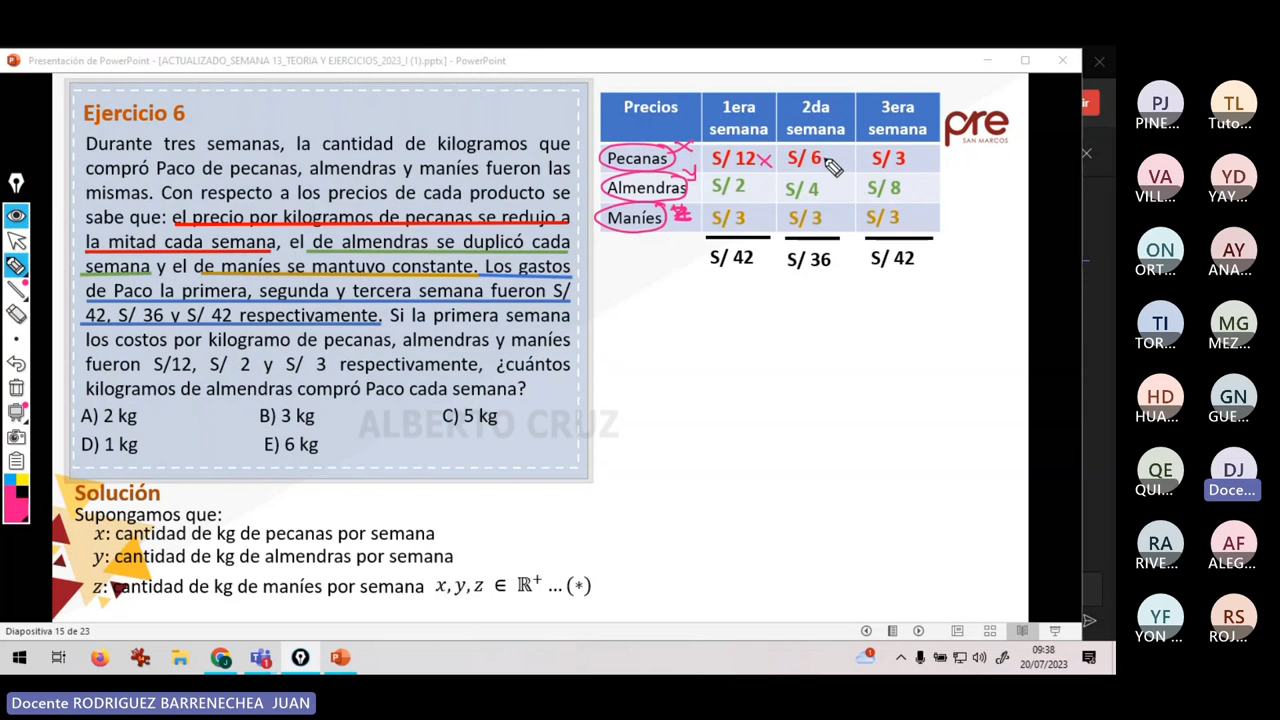 Presentación de PowerPoint - [ACTUALIZADO_SEMANA 13_TEORIA Y EJERCICIOS_2023_I (1).pptx] - PowerPoint
Ejercicio 6
Durante tres semanas, la cantidad de kilogramos que
compró Paco de pecanas, almendras y maníes fueron las
mismas. Con respecto a los precios de cada producto se
sabe que: el precio por kilogramos de pecanas se redujo a
la mitad cada semana, el de almendras se duplicó cada
semana y el de maníes se mantuvo constante. Los gastos
de Paco la primera, segunda y tercera semana fueron S/
42, S/ 36 y S/ 42 respectivamente. Si la primera semana
los costos por kilogramo de pecanas, almendras y maníes
fueron S/12, S/ 2 y S/ 3 respectivamente, ¿cuántos
kilogramos de almendras compró Paco cada semana?
A) 2 kg B) 3 kg C) 5 kg
D) 1 kg E) 6 kg
ALBERTO CRUZ
Solución
Supongamos que:
x: cantidad de kg de pecanas por semana
y: cantidad de kg de almendras por semana
z: cantidad de kg de maníes por semana x, y, z ∈ ℝ⁺ ... (*)
Precios 1era semana 2da semana 3era semana
Pecanas x S/ 12 x S/ 6 S/ 3
Almendras y S/ 2 S/ 4 S/ 8
Maníes z S/ 3 S/ 3 S/ 3
S/ 42 S/ 36 S/ 42
pre
SAN MARCOS
ir
PJ
PINE...
TL
Tuto...
VA
VILL...
YD
YAY...
ON
ORT...
AY
ANA...
TI
TOR...
MG
MEZ...
HD
HUA...
GN
GUE...
QE
QUI...
DJ
Doce...
RA
RIVE...
AF
ALEG...
YF
YON ...
RS
ROJ...
Diapositiva 15 de 23
1
09:38
20/07/2023
Docente RODRIGUEZ BARRENECHEA JUAN